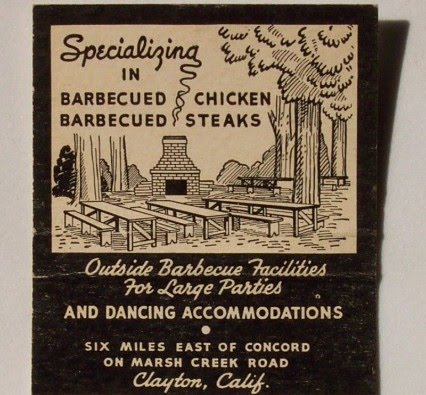 Specializing
IN
BARBECUED CHICKEN
BARBECUED STEAKS
Outside Barbecue Facilities
For Large Parties
AND DANCING ACCOMMODATIONS
SIX MILES EAST OF CONCORD
ON MARSH CREEK ROAD
Clayton, Calif.